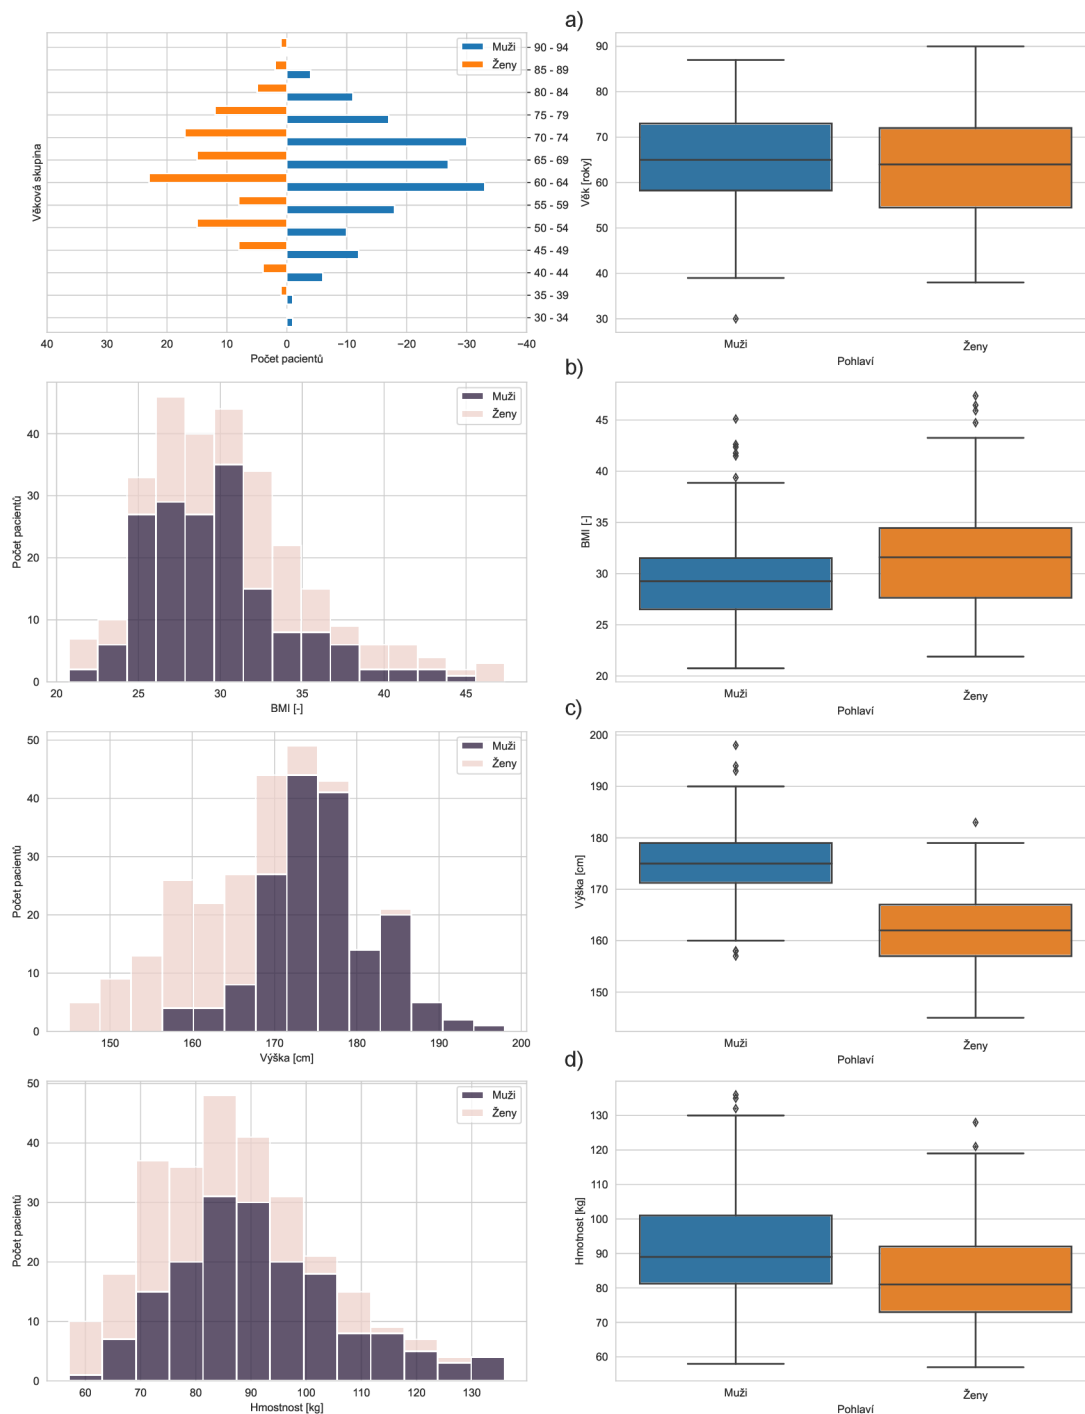 a)
Muži
Ženy
90 - 94
85 - 89
80 - 84
75 - 79
70 - 74
65 - 69
60 - 64
55 - 59
50 - 54
45 - 49
40 - 44
35 - 39
30 - 34
Věková skupina
40 30 20 10 0 −10 −20 −30 −40
Počet pacientů
90
80
70
60
50
40
30
Věk [roky]
Muži Ženy
Pohlaví
b)
Muži
Ženy
40
30
20
10
0
Počet pacientů
20 25 30 35 40 45
BMI [-]
45
40
35
30
25
20
BMI [-]
Muži Ženy
Pohlaví
c)
Muži
Ženy
50
40
30
20
10
0
Počet pacientů
150 160 170 180 190 200
Výška [cm]
200
190
180
170
160
150
Výška [cm]
Muži Ženy
Pohlaví
d)
Muži
Ženy
50
40
30
20
10
0
Počet pacientů
60 70 80 90 100 110 120 130
Hmostnost [kg]
130
120
110
100
90
80
70
60
Hmotnost [kg]
Muži Ženy
Pohlaví